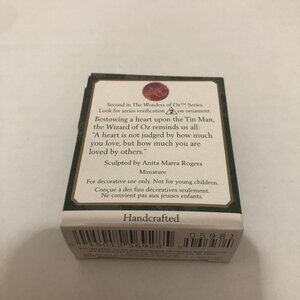 Second in The Wonders of Oz™ Series
Look for series verification 2 on ornament.
Bestowing a heart upon the Tin Man,
the Wizard of Oz reminds us all:
"A heart is not judged by how much
you love, but how much you are
loved by others."
Sculpted by Anita Marra Rogers
Miniature
For decorative use only. Not for young children.
Conçue à des fins décoratives seulement.
Ne convient pas aux jeunes enfants.
Handcrafted
05981